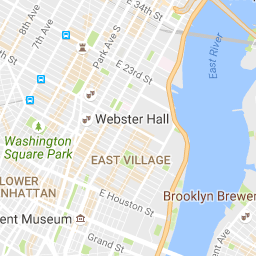 8th Ave
7th Ave
E 34th St
Park Ave S
East River
E 23rd St
Webster Hall
Washington
Square Park
EAST VILLAGE
LOWER
NHATTAN
E Houston St
Brooklyn Brewer
ent Museum
Grand St